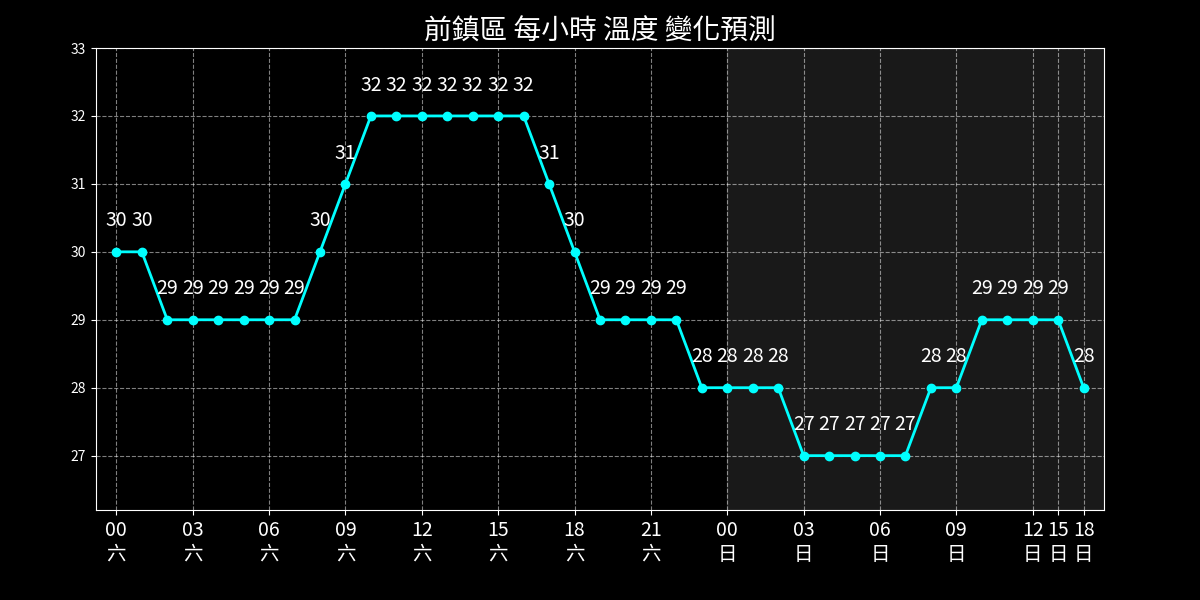 前鎮區 每小時 溫度 變化預測
33
32
31
30
29
28
27
32 32 32 32 32 32 32
31 31
30 30 30 30
29 29 29 29 29 29 29 29 29 29 29 29 29 29
28 28 28 28 28 28 28
27 27 27 27 27
00 03 06 09 12 15 18 21 00 03 06 09 12 15 18
六 六 六 六 六 六 六 六 日 日 日 日 日 日 日